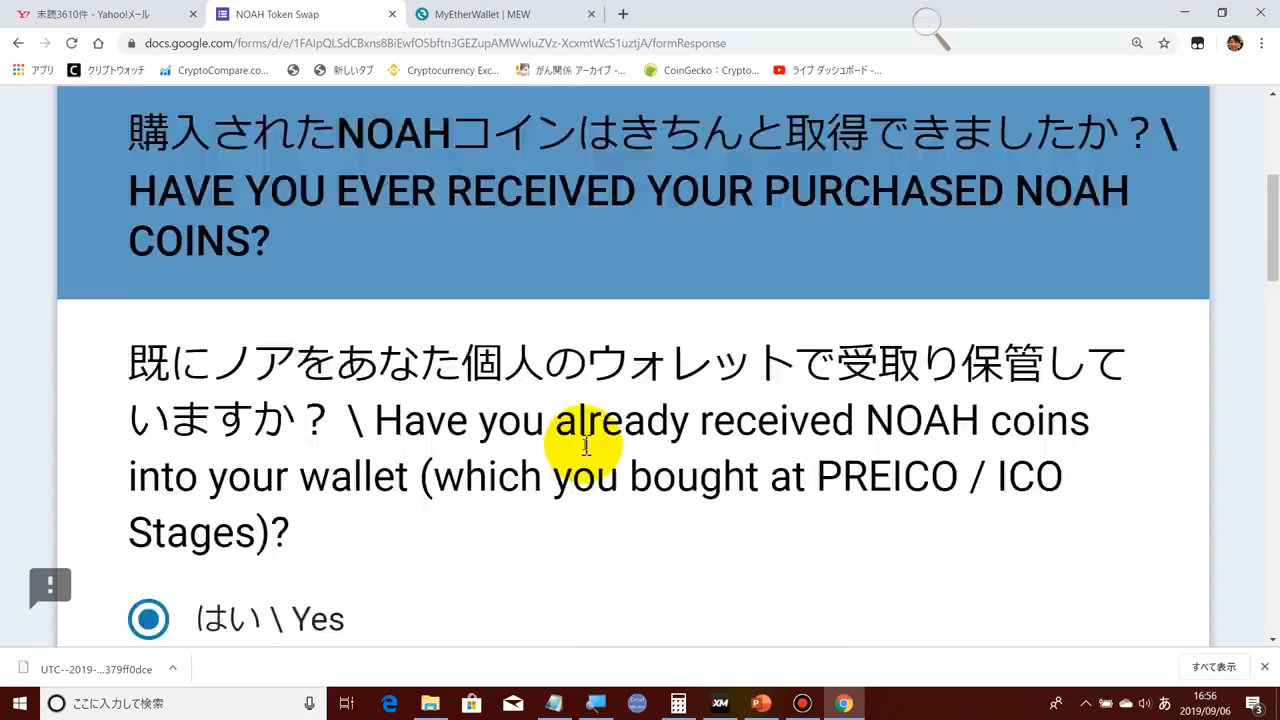 未読3610件 - Yahoo!メール
NOAH Token Swap
MyEtherWallet | MEW
docs.google.com/forms/d/e/1FAIpQLSdCBxns8BiEwfO5bftn3GEZupAMWwluZVz-XcxmtWcS1uztjA/formResponse
アプリ
クリプトウォッチ
CryptoCompare.co...
新しいタブ
Cryptocurrency Exc...
がん関係 アーカイブ -...
CoinGecko：Crypto...
ライブ ダッシュボード -...
購入されたNOAHコインはきちんと取得できましたか？\
HAVE YOU EVER RECEIVED YOUR PURCHASED NOAH
COINS?
既にノアをあなた個人のウォレットで受取り保管して
いますか？ \ Have you already received NOAH coins
into your wallet (which you bought at PREICO / ICO
Stages)?
はい \ Yes
UTC--2019-...379ff0dce
すべて表示
ここに入力して検索
XM
あ
16:56
2019/09/06
3